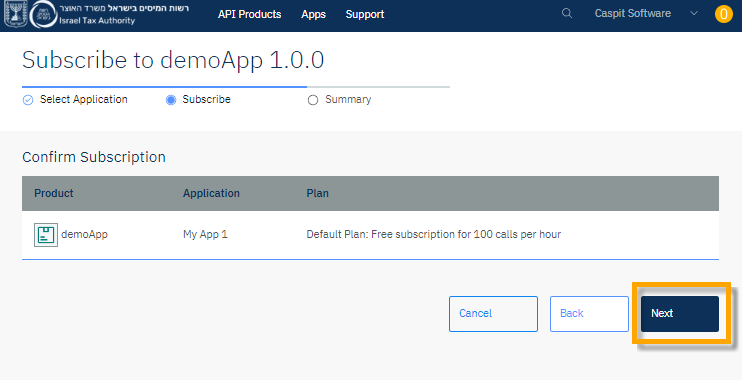 רשות המיסים בישראל משרד האוצר
Israel Tax Authority
API Products Apps Support Caspit Software 0
Subscribe to demoApp 1.0.0
Select Application Subscribe Summary
Confirm Subscription
Product Application Plan
demoApp My App 1 Default Plan: Free subscription for 100 calls per hour
Cancel Back Next